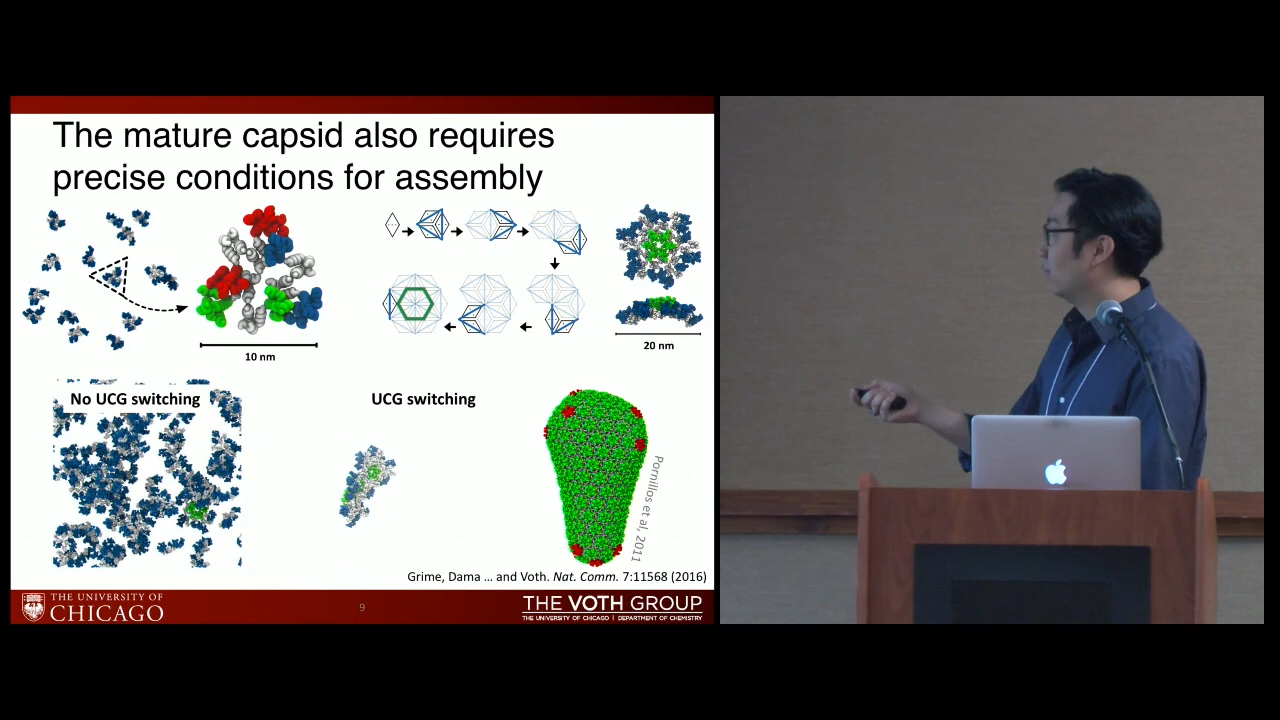 The mature capsid also requires
precise conditions for assembly
10 nm
20 nm
No UCG switching
UCG switching
Pornillos et al, 2011
Grime, Dama ... and Voth. Nat. Comm. 7:11568 (2016)
THE UNIVERSITY OF
CHICAGO
9
THE VOTH GROUP
THE UNIVERSITY OF CHICAGO | DEPARTMENT OF CHEMISTRY